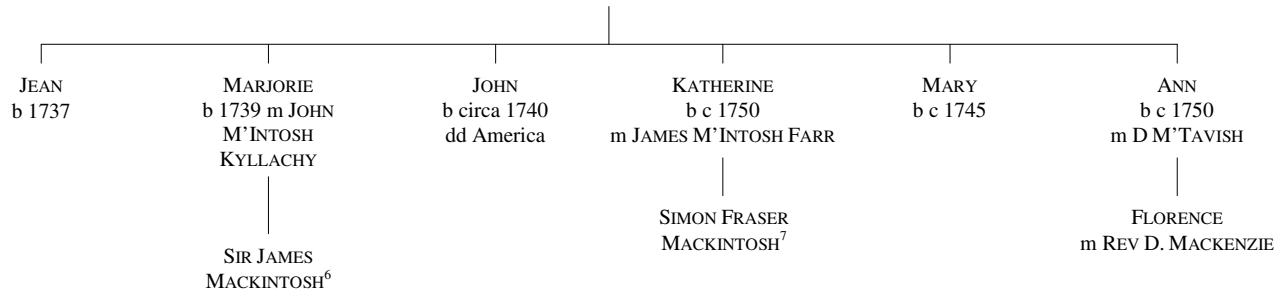 JEAN
b 1737
MARJORIE
b 1739 m JOHN
M'INTOSH
KYLLACHY
SIR JAMES
MACKINTOSH6
JOHN
b circa 1740
dd America
KATHERINE
b c 1750
m JAMES M'INTOSH FARR
SIMON FRASER
MACKINTOSH7
MARY
b c 1745
ANN
b c 1750
m D M'TAVISH
FLORENCE
m REV D. MACKENZIE